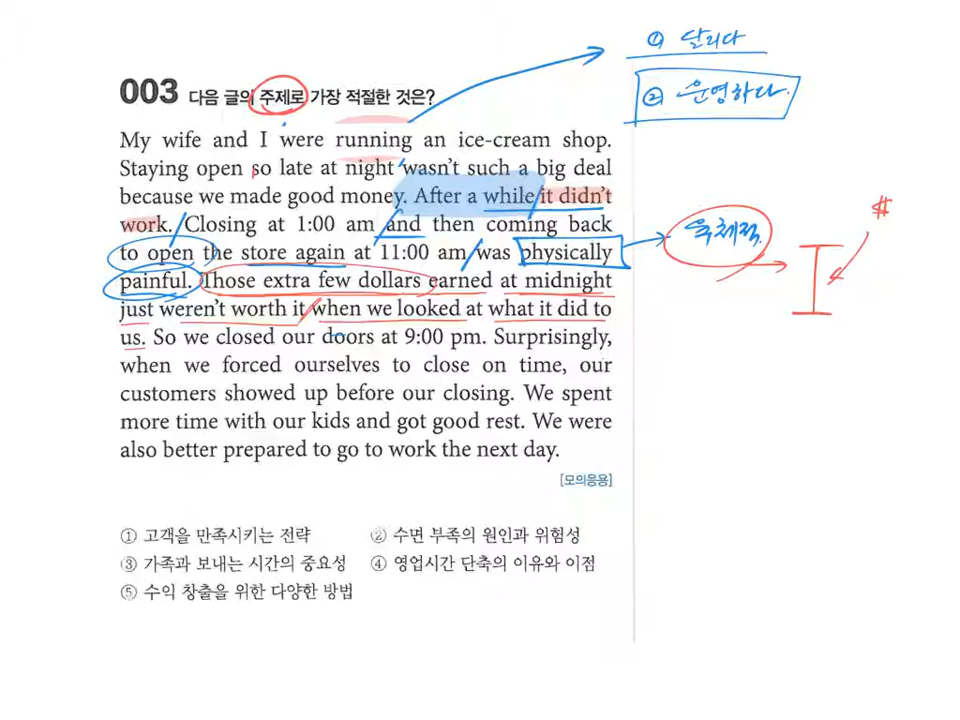 ① 달리다
② 운영하다.
003 다음 글의 주제로 가장 적절한 것은?
My wife and I were running an ice-cream shop.
Staying open so late at night wasn't such a big deal
because we made good money. After a while it didn't
work. Closing at 1:00 am and then coming back
to open the store again at 11:00 am was physically
painful. Those extra few dollars earned at midnight
just weren't worth it when we looked at what it did to
us. So we closed our doors at 9:00 pm. Surprisingly,
when we forced ourselves to close on time, our
customers showed up before our closing. We spent
more time with our kids and got good rest. We were
also better prepared to go to work the next day.
[모의응용]
육체적
#
① 고객을 만족시키는 전략 ② 수면 부족의 원인과 위험성
③ 가족과 보내는 시간의 중요성 ④ 영업시간 단축의 이유와 이점
⑤ 수익 창출을 위한 다양한 방법